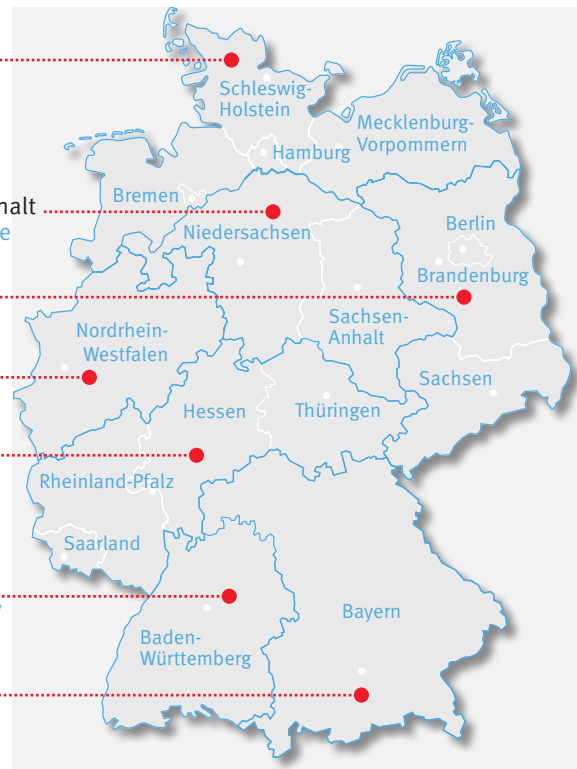 Schleswig-
Holstein
Mecklenburg-
Vorpommern
Hamburg
Bremen
halt
e
Niedersachsen
Berlin
Brandenburg
Sachsen-
Anhalt
Nordrhein-
Westfalen
Sachsen
Hessen
Thüringen
Rheinland-Pfalz
Saarland
Bayern
Baden-
Württemberg